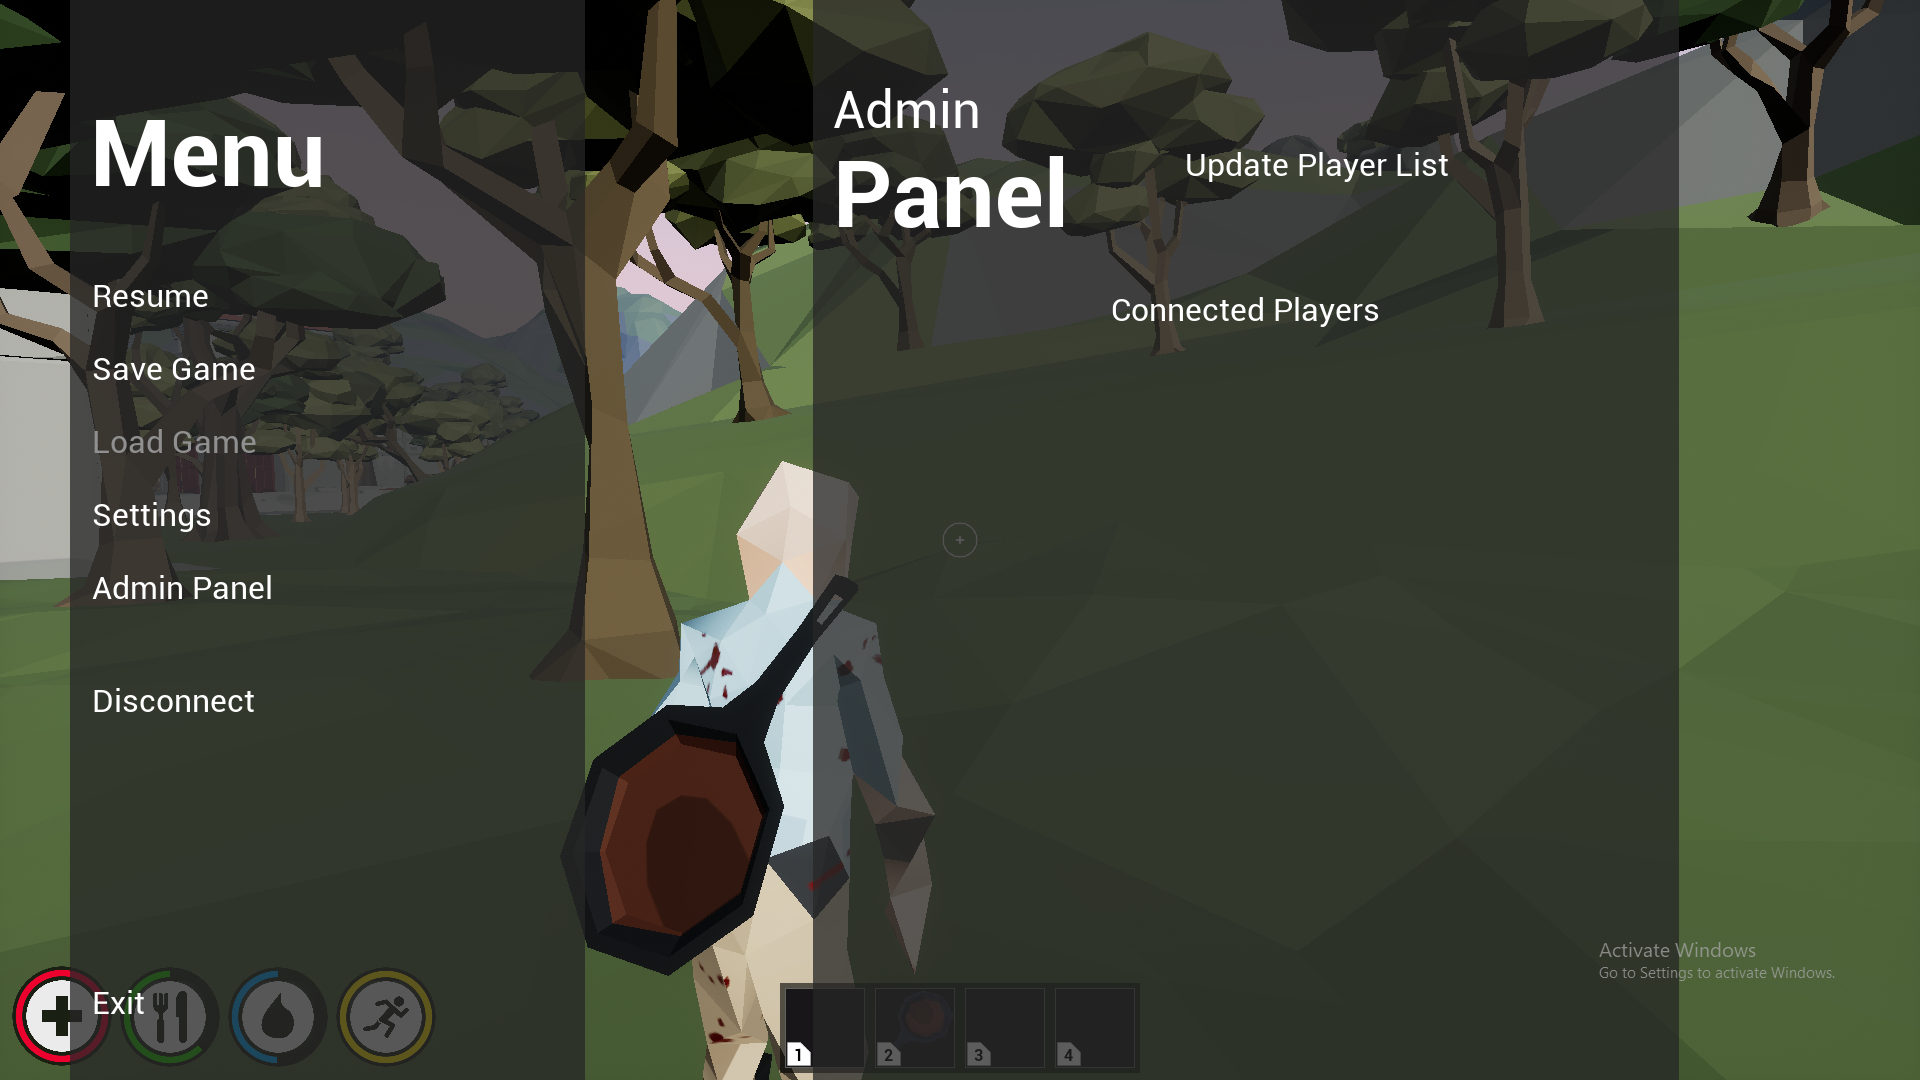 Menu
Resume
Save Game
Load Game
Settings
Admin Panel
Disconnect
Exit
Admin
Panel
Update Player List
Connected Players
1
2
3
4
Activate Windows
Go to Settings to activate Windows.